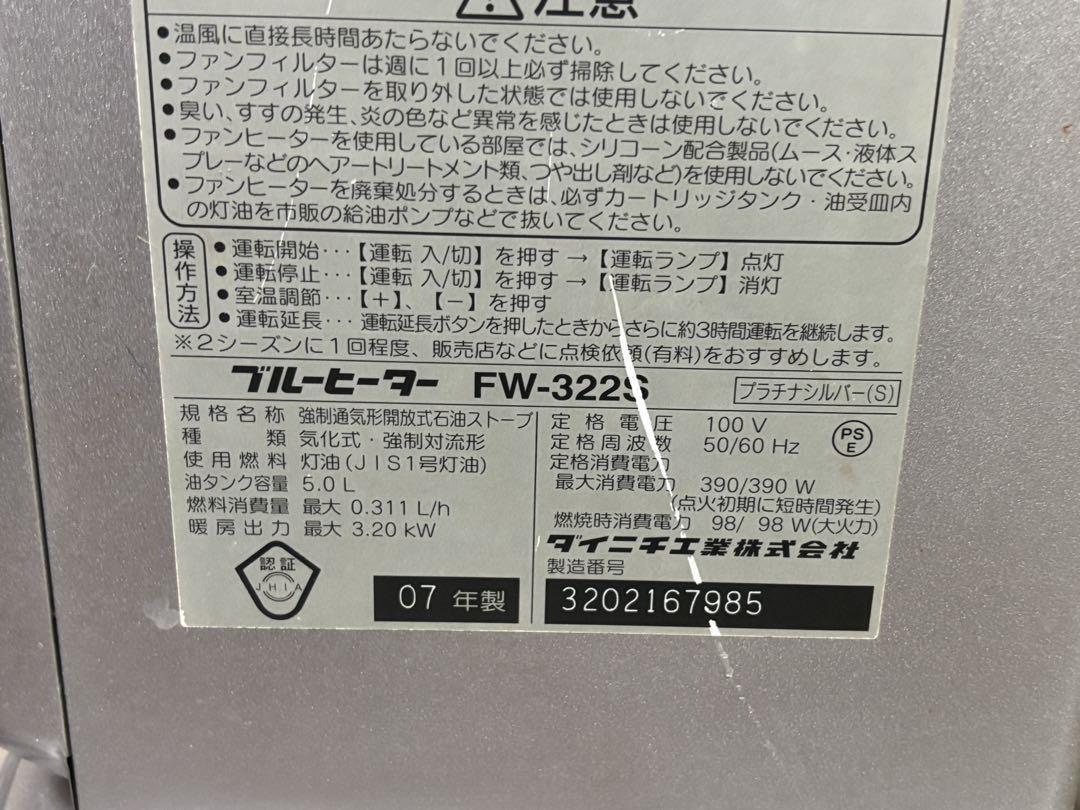 注意
●温風に直接長時間あたらないでください。
●ファンフィルターは週に1回以上必ず掃除してください。
●ファンフィルターを取り外した状態では使用しないでください。
●臭い、すすの発生、炎の色など異常を感じたときは使用しないでください。
●ファンヒーターを使用している部屋では、シリコーン配合製品(ムース・液体ス
プレーなどのヘアートリートメント類、つや出し剤など)を使用しないでください。
●ファンヒーターを廃棄処分するときは、必ずカートリッジタンク・油受皿内
の灯油を市販の給油ポンプなどで抜いてください。
操作方法
●運転開始･･･【運転 入/切】を押す→【運転ランプ】点灯
●運転停止･･･【運転 入/切】を押す→【運転ランプ】消灯
●室温調節･･･【＋】、【－】を押す
●運転延長･･･運転延長ボタンを押したときからさらに約3時間運転を継続します。
※2シーズンに1回程度、販売店などに点検依頼(有料)をおすすめします。
ブルーヒーター FW-322S プラチナシルバー(S)
規格名称 強制通気形開放式石油ストーブ
種類 気化式・強制対流形
使用燃料 灯油(JIS1号灯油)
油タンク容量 5.0 L
燃料消費量 最大 0.311 L/h
暖房出力 最大 3.20 kW
認証
JHIA
07 年製
定格電圧 100 V
定格周波数 50/60 Hz
PS
E
定格消費電力
最大消費電力 390/390 W
(点火初期に短時間発生)
燃焼時消費電力 98/ 98 W(大火力)
ダイニチ工業株式会社
製造番号
3202167985